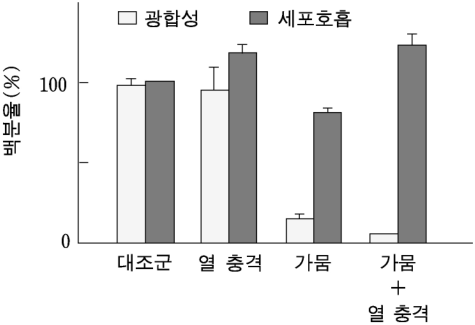 광합성 세포호흡
백분율(%)
100
0
대조군 열 충격 가뭄 가뭄
+
열 충격